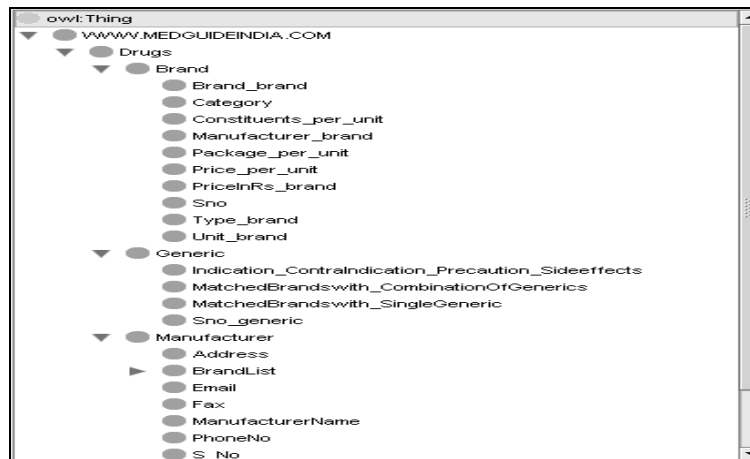 owl:Thing
WWW.MEDGUIDEINDIA.COM
Drugs
Brand
Brand_brand
Category
Constituents_per_unit
Manufacturer_brand
Package_per_unit
Price_per_unit
PriceInRs_brand
Sno
Type_brand
Unit_brand
Generic
Indication_ContraIndication_Precaution_Sideeffects
MatchedBrandswith_CombinationOfGenerics
MatchedBrandswith_SingleGeneric
Sno_generic
Manufacturer
Address
BrandList
Email
Fax
ManufacturerName
PhoneNo
S_No